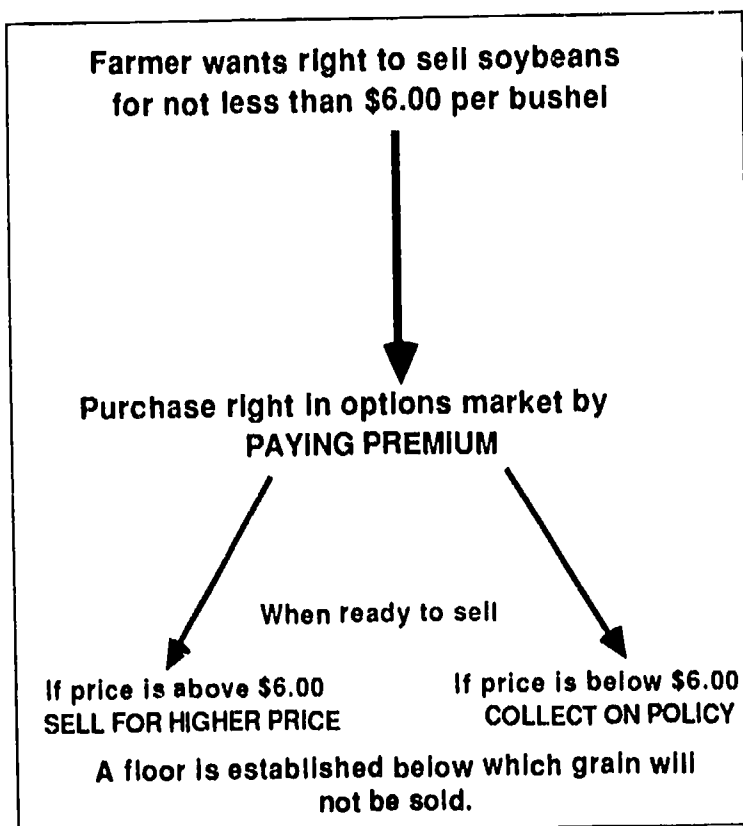 Farmer wants right to sell soybeans
for not less than $6.00 per bushel
Purchase right in options market by
PAYING PREMIUM
When ready to sell
If price is above $6.00
SELL FOR HIGHER PRICE
If price is below $6.00
COLLECT ON POLICY
A floor is established below which grain will
not be sold.